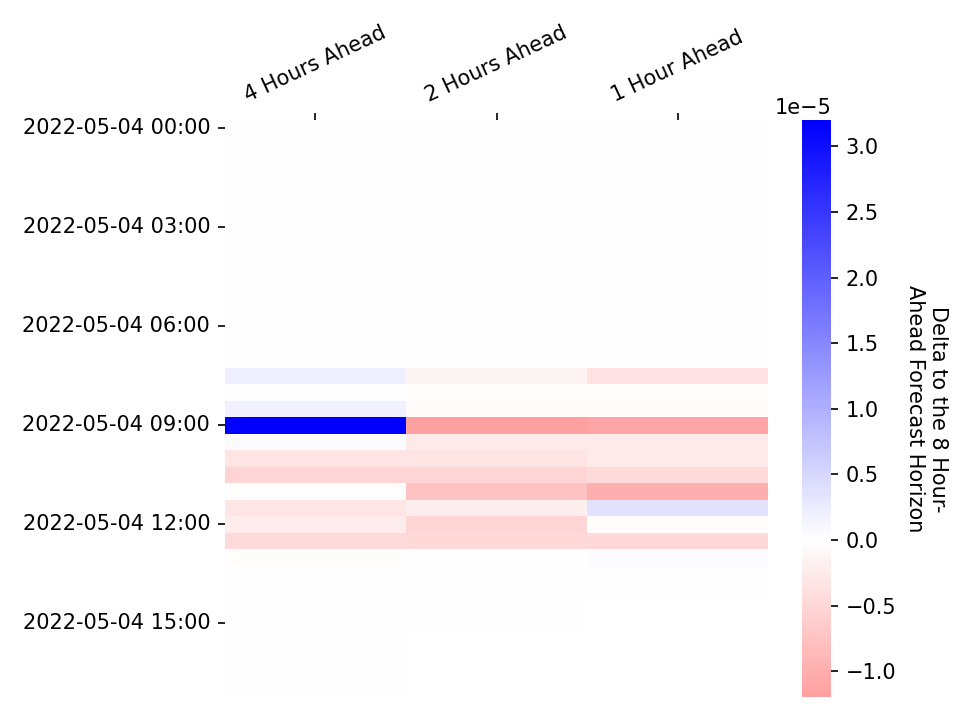 4 Hours Ahead
2 Hours Ahead
1 Hour Ahead
1e−5
2022-05-04 00:00
2022-05-04 03:00
2022-05-04 06:00
2022-05-04 09:00
2022-05-04 12:00
2022-05-04 15:00
3.0
2.5
2.0
1.5
1.0
0.5
0.0
−0.5
−1.0
Delta to the 8 Hour-
Ahead Forecast Horizon